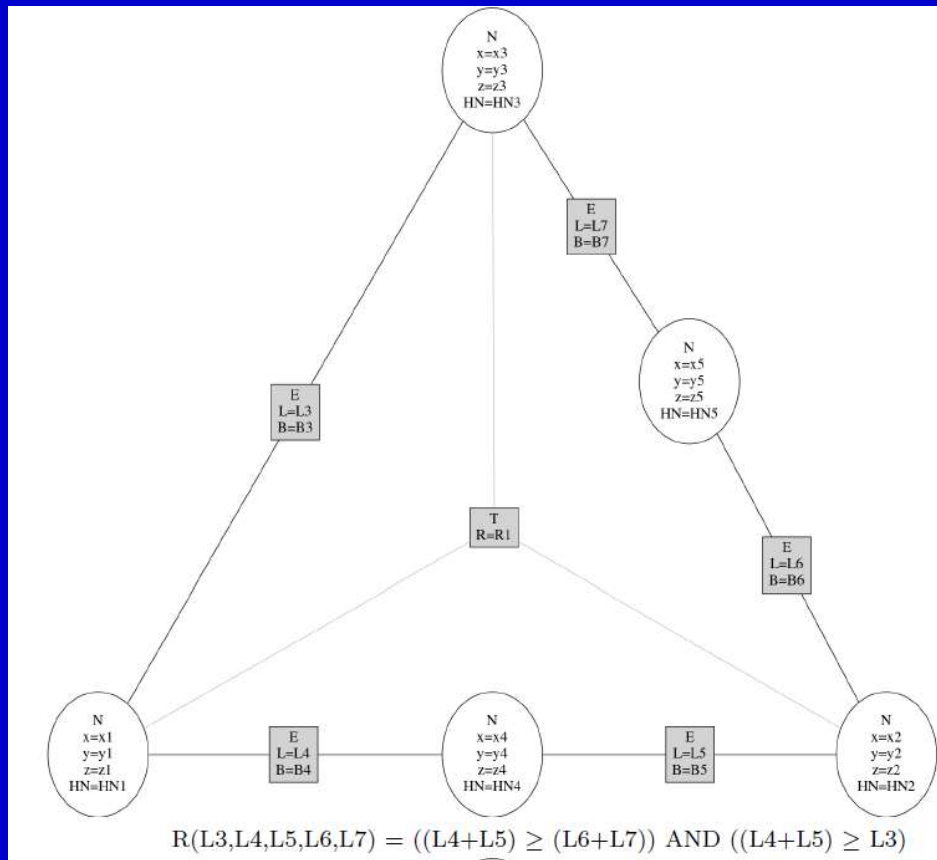 N
x=x3
y=y3
z=z3
HN=HN3
E
L=L7
B=B7
N
x=x5
y=y5
z=z5
HN=HN5
E
L=L3
B=B3
T
R=R1
E
L=L6
B=B6
N
x=x1
y=y1
z=z1
HN=HN1
E
L=L4
B=B4
N
x=x4
y=y4
z=z4
HN=HN4
E
L=L5
B=B5
N
x=x2
y=y2
z=z2
HN=HN2
R(L3,L4,L5,L6,L7) = ((L4+L5) ≥ (L6+L7)) AND ((L4+L5) ≥ L3)